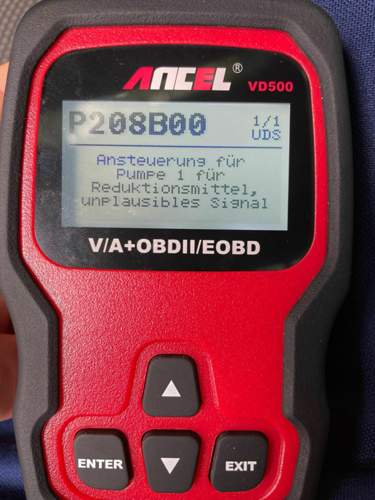 ANCEL®
VD500
P208B00 1/1
UDS
Ansteuerung für
Pumpe 1 für
Reduktionsmittel,
unplausibles Signal
V/A+OBDII/EOBD
ENTER EXIT